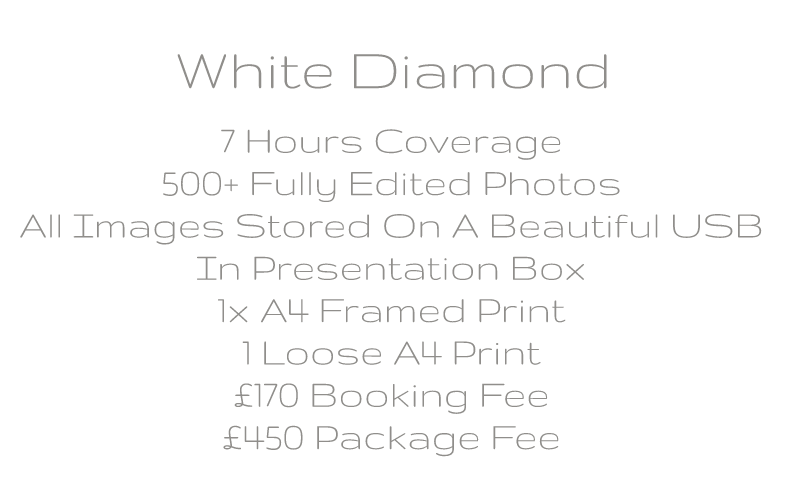 White Diamond
7 Hours Coverage
500+ Fully Edited Photos
All Images Stored On A Beautiful USB
In Presentation Box
1x A4 Framed Print
1 Loose A4 Print
£170 Booking Fee
£450 Package Fee